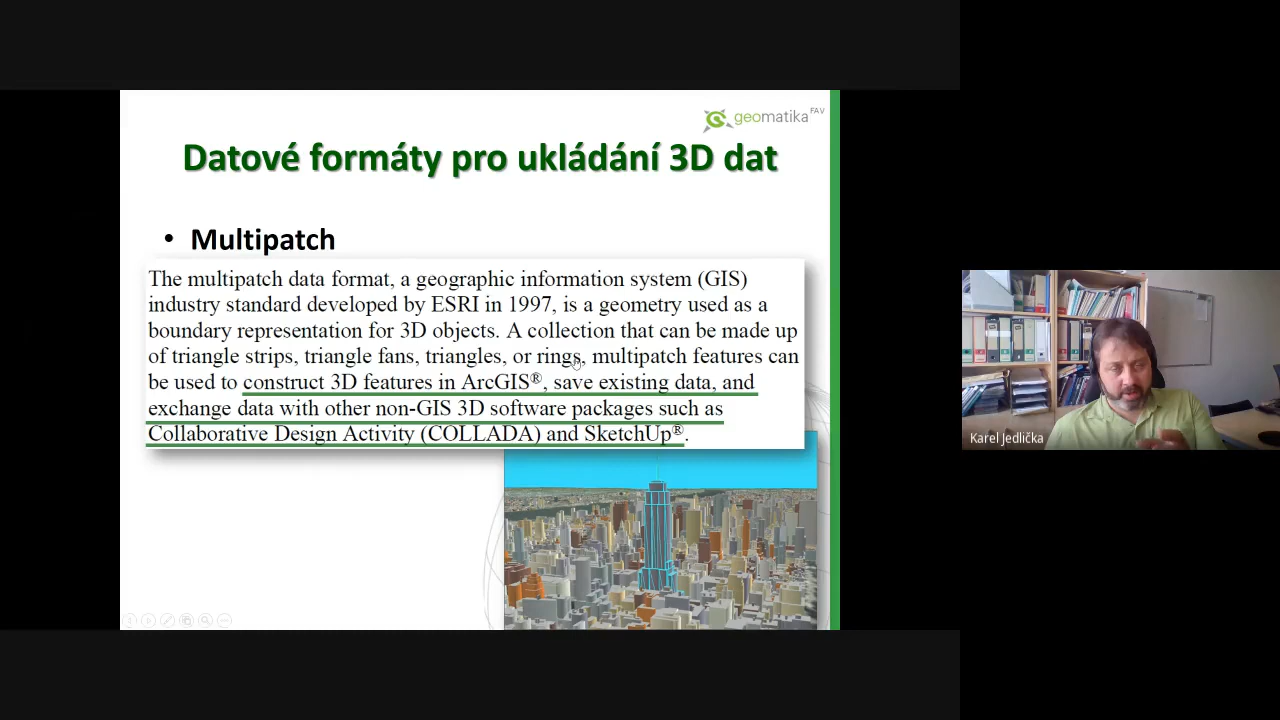 geomatika FAV
Datové formáty pro ukládání 3D dat
• Multipatch
The multipatch data format, a geographic information system (GIS)
industry standard developed by ESRI in 1997, is a geometry used as a
boundary representation for 3D objects. A collection that can be made up
of triangle strips, triangle fans, triangles, or rings, multipatch features can
be used to construct 3D features in ArcGIS®, save existing data, and
exchange data with other non-GIS 3D software packages such as
Collaborative Design Activity (COLLADA) and SketchUp®.
Karel Jedlička